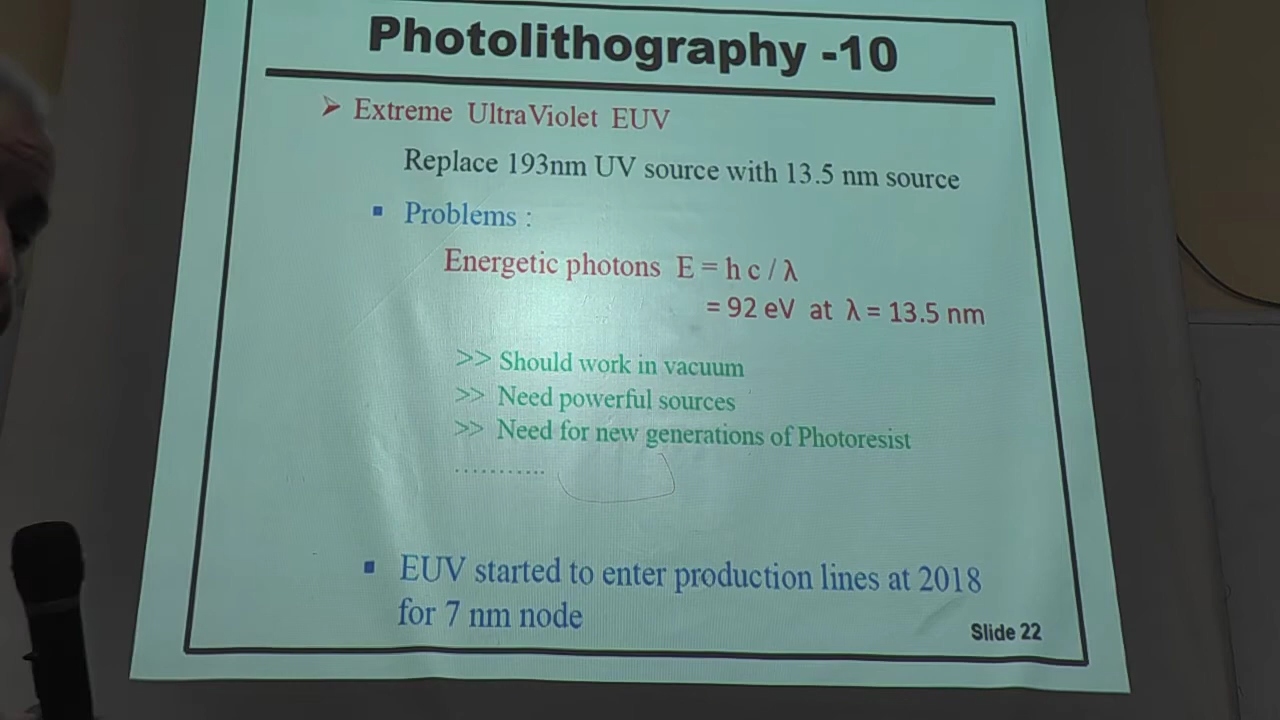 Photolithography -10
➢ Extreme UltraViolet EUV
Replace 193nm UV source with 13.5 nm source
▪ Problems :
Energetic photons E = h c / λ
= 92 eV at λ = 13.5 nm
>> Should work in vacuum
>> Need powerful sources
>> Need for new generations of Photoresist
...........
▪ EUV started to enter production lines at 2018
for 7 nm node
Slide 22